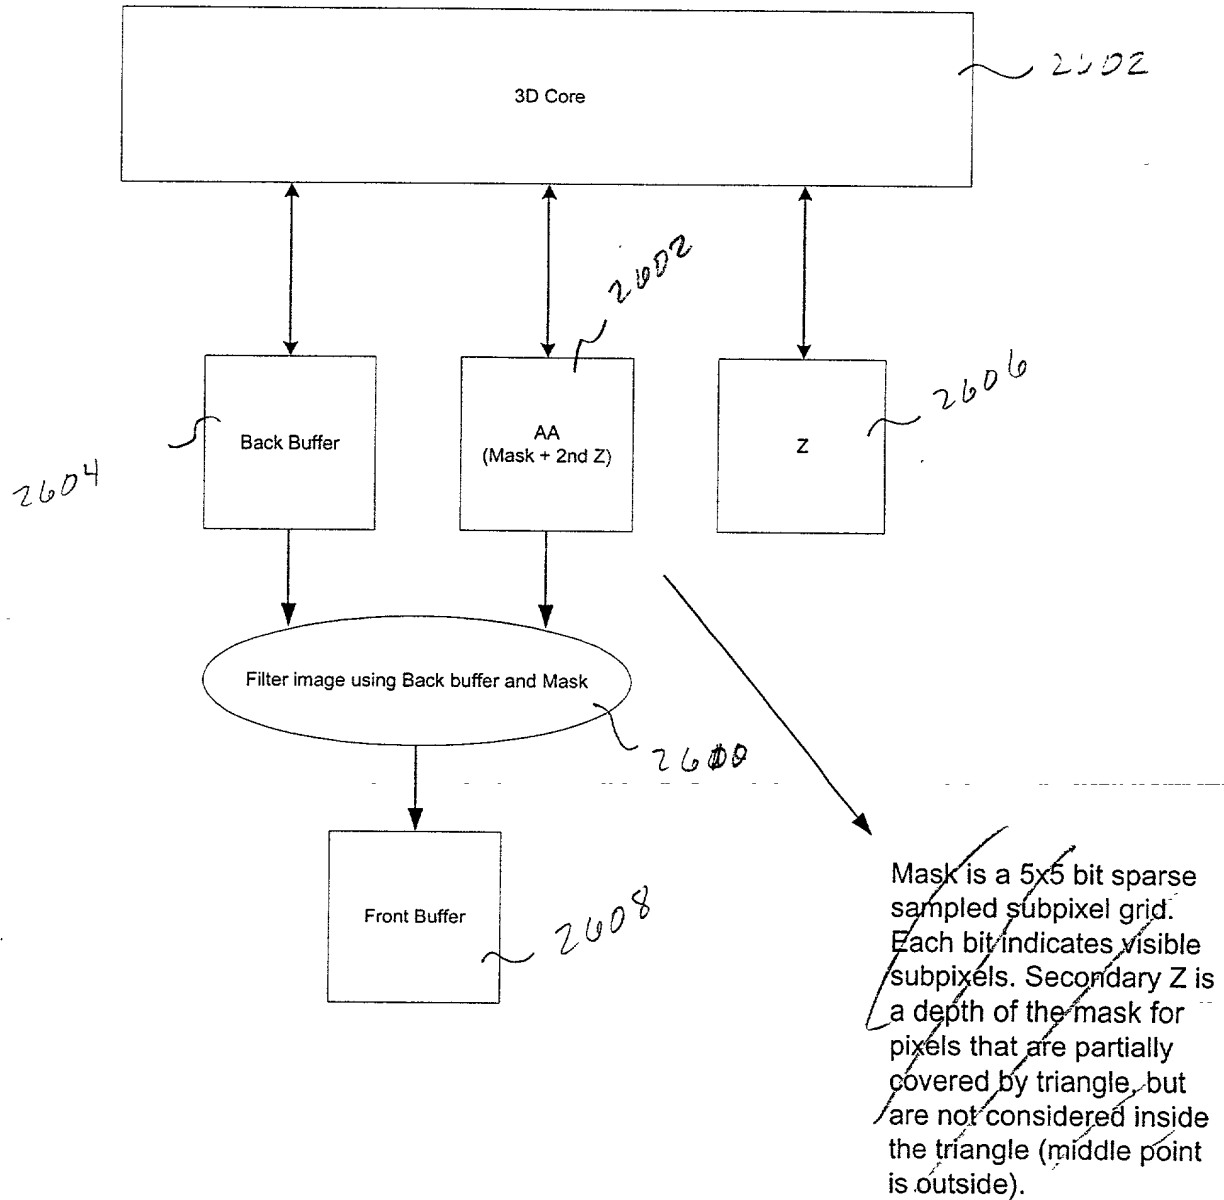 3D Core
2602
2602
Back Buffer
AA
(Mask + 2nd Z)
Z
2606
2604
Filter image using Back buffer and Mask
2600
Front Buffer
2608
Mask is a 5x5 bit sparse
sampled subpixel grid.
Each bit indicates visible
subpixels. Secondary Z is
a depth of the mask for
pixels that are partially
covered by triangle, but
are not considered inside
the triangle (middle point
is outside).